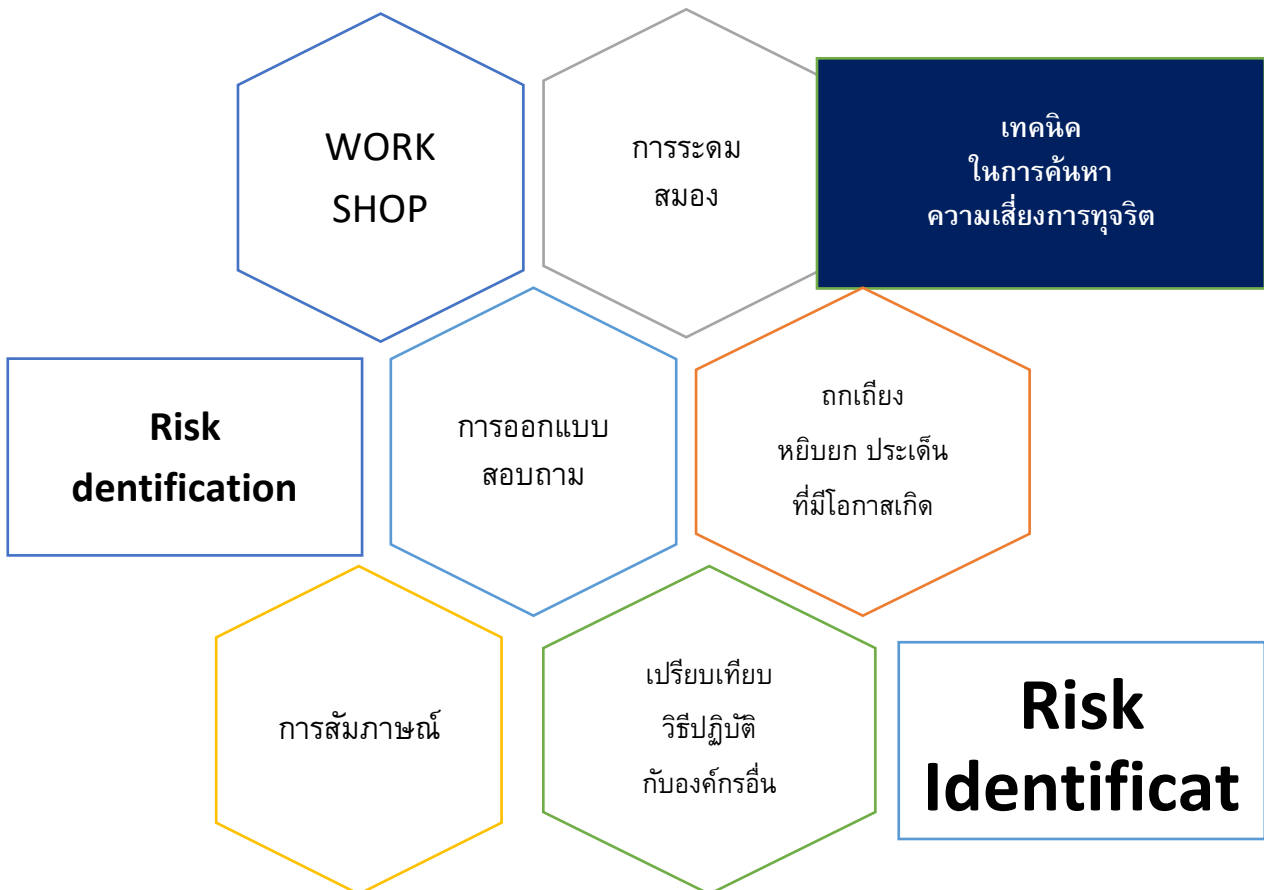 WORK
SHOP
การระดม
สมอง
เทคนิค
ในการค้นหา
ความเสี่ยงการทุจริต
Risk
dentification
การออกแบบ
สอบถาม
ถกเถียง
หยิบยก ประเด็น
ที่มีโอกาสเกิด
การสัมภาษณ์
เปรียบเทียบ
วิธีปฏิบัติ
กับองค์กรอื่น
Risk
Identificat